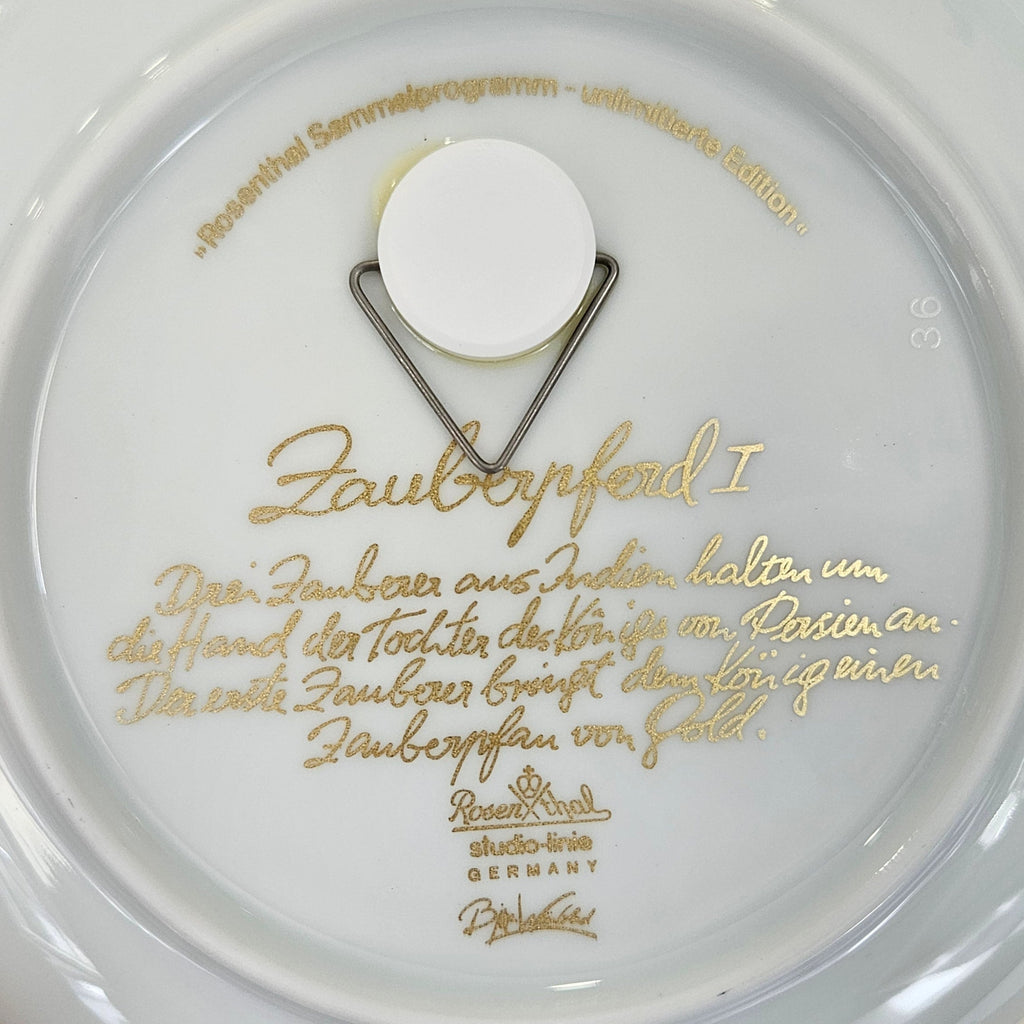 „Rosenthal Sammelprogramm - unlimitierte Edition“
36
Zauberpferd I
Drei Zauberer aus Indien halten um
die Hand der Tochter des Königs von Persien an.
Der erste Zauberer bringt dem König einen
Zauberpfau von Gold.
Rosenthal
studio-linie
GERMANY